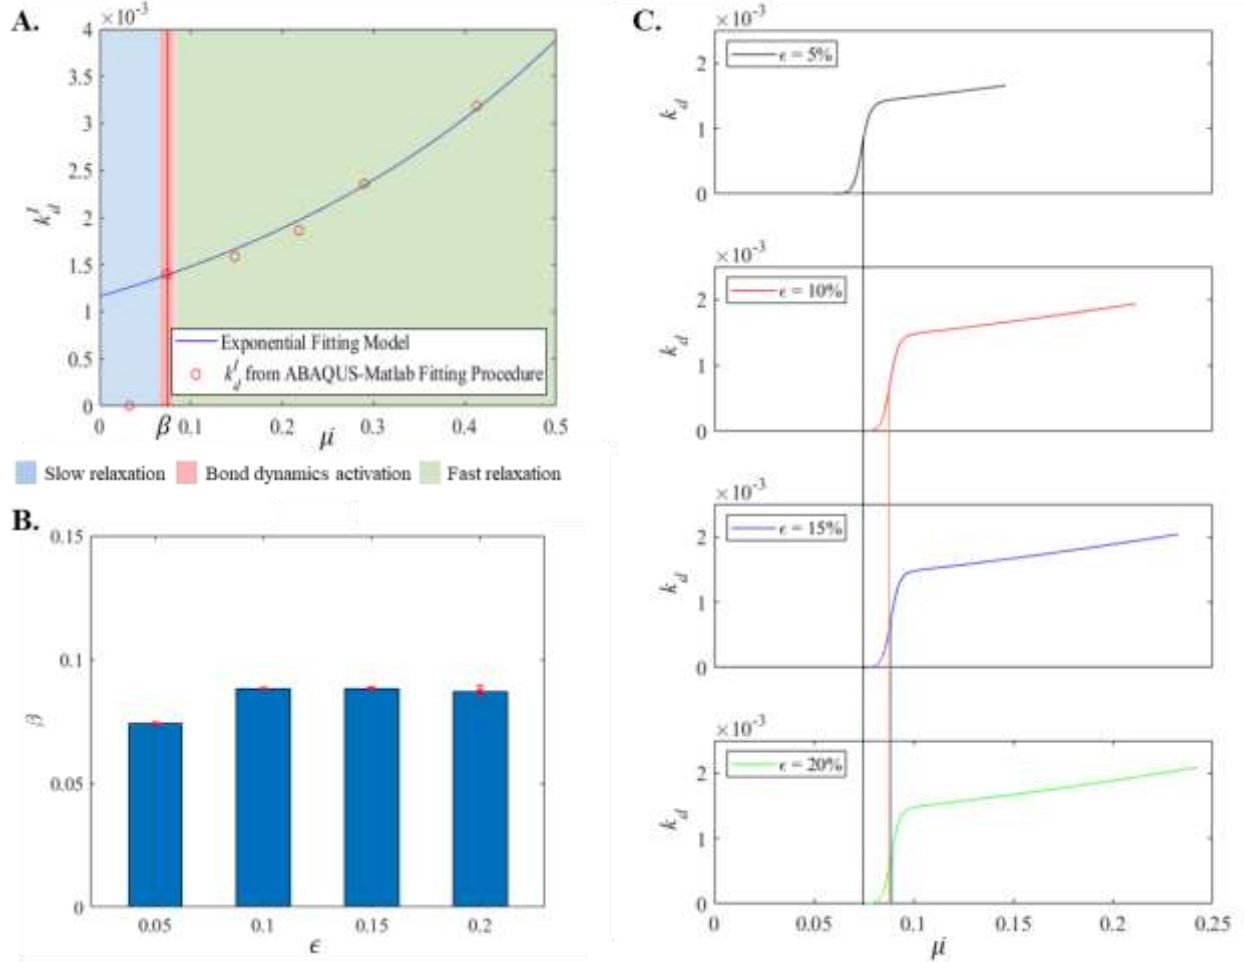 A.
×10⁻³
4
3.5
3
2.5
2
1.5
1
0.5
0
k_d^I
Exponential Fitting Model
k_d^I from ABAQUS-Matlab Fitting Procedure
0 β 0.1 0.2 0.3 0.4 0.5
μ̇
Slow relaxation Bond dynamics activation Fast relaxation
B.
0.15
0.1
0.05
0
β
0.05 0.1 0.15 0.2
ϵ
C.
×10⁻³
ϵ = 5%
2
1
0
k_d
×10⁻³
ϵ = 10%
2
1
0
k_d
×10⁻³
ϵ = 15%
2
1
0
k_d
×10⁻³
ϵ = 20%
2
1
0
k_d
0 0.05 0.1 0.15 0.2 0.25
μ̇